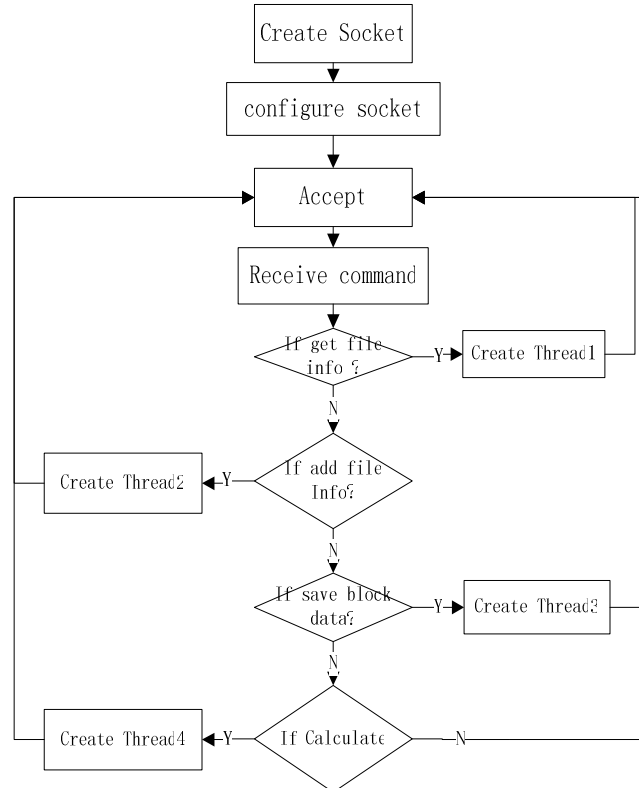 Create Socket
configure socket
Accept
Receive command
If get file
info ?
Y
Create Thread1
N
If add file
Info?
Y
Create Thread2
N
If save block
data?
Y
Create Thread3
N
If Calculate
Y
Create Thread4
N